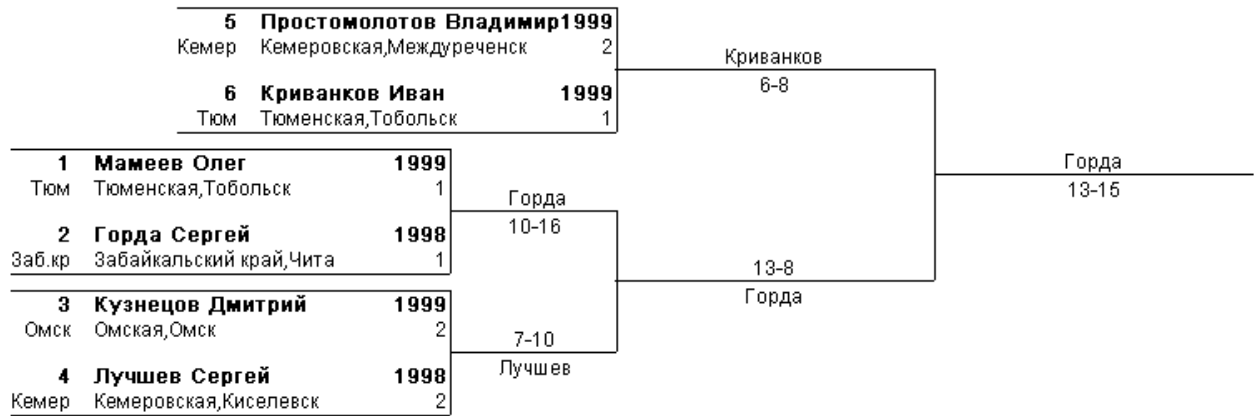 5 Простомолотов Владимир1999
Кемер Кемеровская,Междуреченск 2
6 Криванков Иван 1999
Тюм Тюменская,Тобольск 1
Криванков
6-8
1 Мамеев Олег 1999
Тюм Тюменская,Тобольск 1
2 Горда Сергей 1998
Заб.кр Забайкальский край,Чита 1
Горда
10-16
3 Кузнецов Дмитрий 1999
Омск Омская,Омск 2
4 Лучшев Сергей 1998
Кемер Кемеровская,Киселевск 2
7-10
Лучшев
13-8
Горда
Горда
13-15